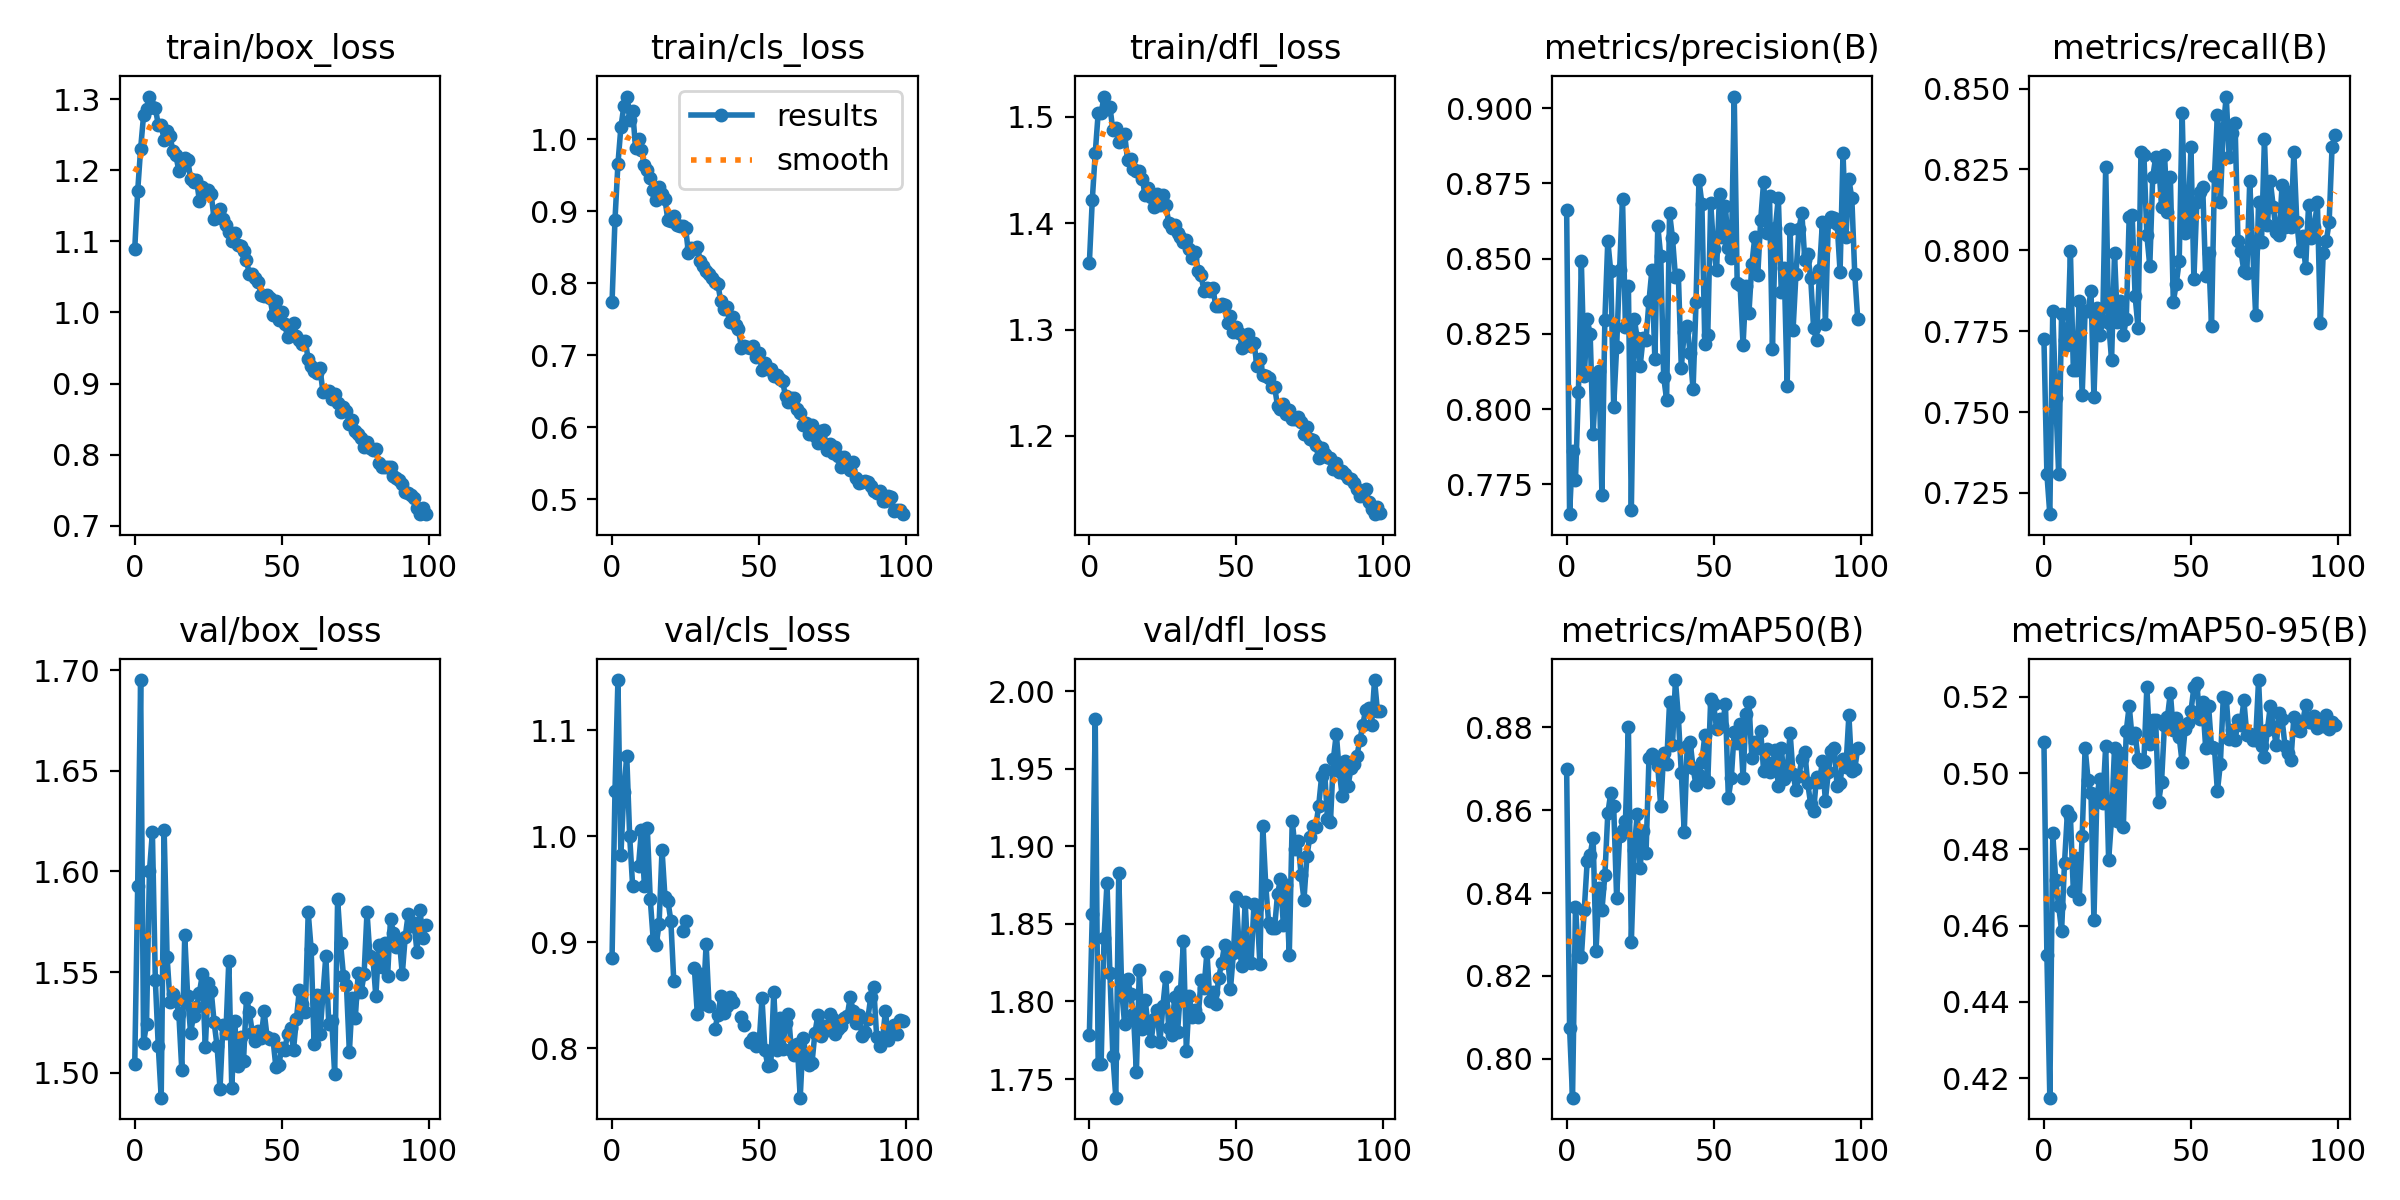 train/box_loss
1.3
1.2
1.1
1.0
0.9
0.8
0.7
0 50 100
train/cls_loss
results
smooth
1.0
0.9
0.8
0.7
0.6
0.5
0 50 100
train/dfl_loss
1.5
1.4
1.3
1.2
0 50 100
metrics/precision(B)
0.900
0.875
0.850
0.825
0.800
0.775
0 50 100
metrics/recall(B)
0.850
0.825
0.800
0.775
0.750
0.725
0 50 100
val/box_loss
1.70
1.65
1.60
1.55
1.50
0 50 100
val/cls_loss
1.1
1.0
0.9
0.8
0 50 100
val/dfl_loss
2.00
1.95
1.90
1.85
1.80
1.75
0 50 100
metrics/mAP50(B)
0.88
0.86
0.84
0.82
0.80
0 50 100
metrics/mAP50-95(B)
0.52
0.50
0.48
0.46
0.44
0.42
0 50 100